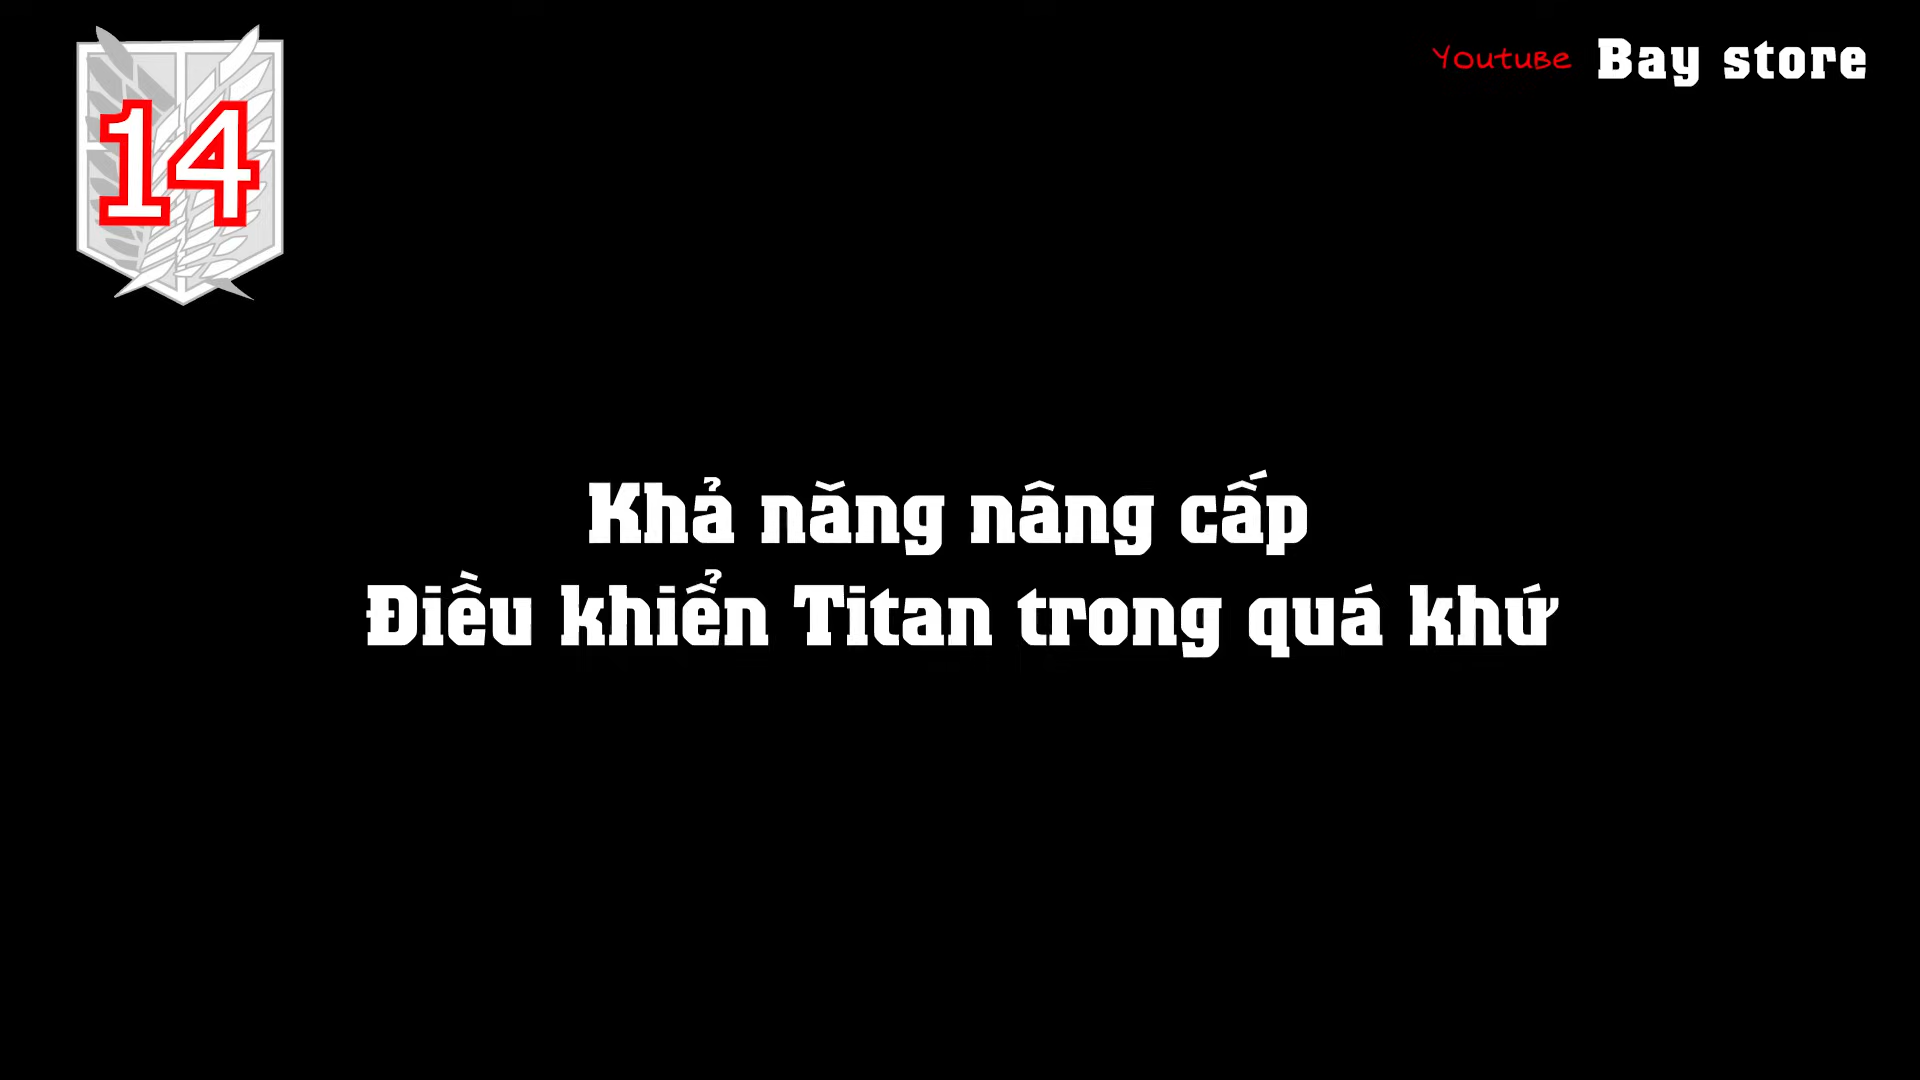 14
Youtube Bay store
Khả năng nâng cấp
Điều khiển Titan trong quá khứ